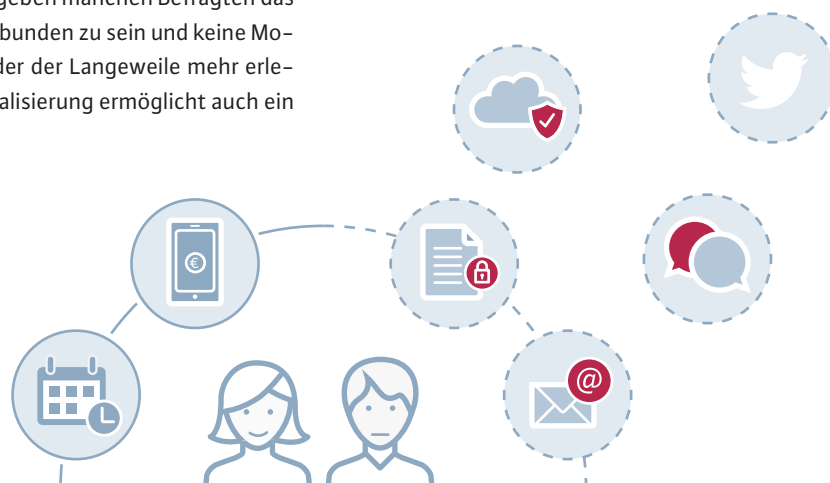 geben manchen Befragten das
bunden zu sein und keine Mo-
der der Langeweile mehr erle-
alisierung ermöglicht auch ein
€
@